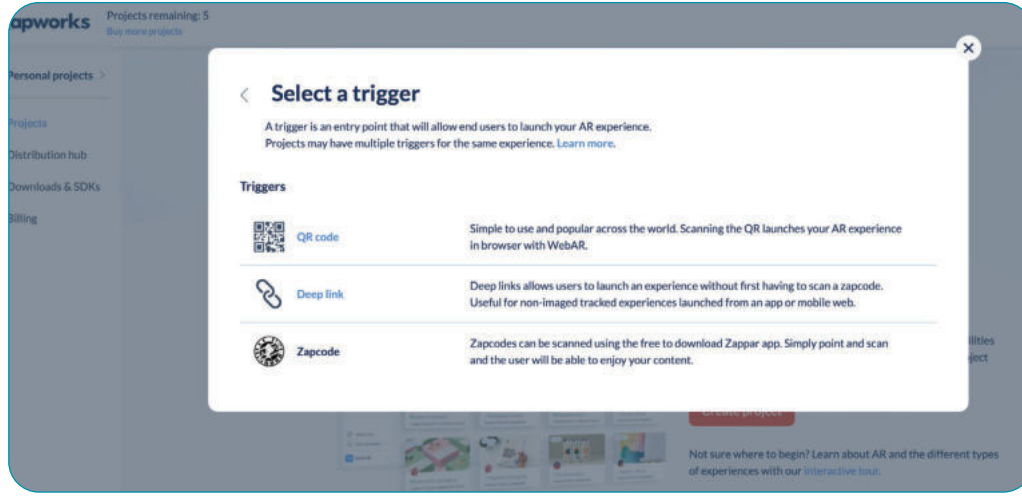 apworks
Projects remaining: 5
Buy more projects
Personal projects
Projects
Distribution hub
Downloads & SDKs
Billing
Select a trigger
A trigger is an entry point that will allow end users to launch your AR experience.
Projects may have multiple triggers for the same experience. Learn more.
Triggers
QR code
Simple to use and popular across the world. Scanning the QR launches your AR experience
in browser with WebAR.
Deep link
Deep links allows users to launch an experience without first having to scan a zapcode.
Useful for non-imaged tracked experiences launched from an app or mobile web.
Zapcode
Zapcodes can be scanned using the free to download Zappar app. Simply point and scan
and the user will be able to enjoy your content.
ilities
ject
Create project
Not sure where to begin? Learn about AR and the different types
of experiences with our interactive tour.